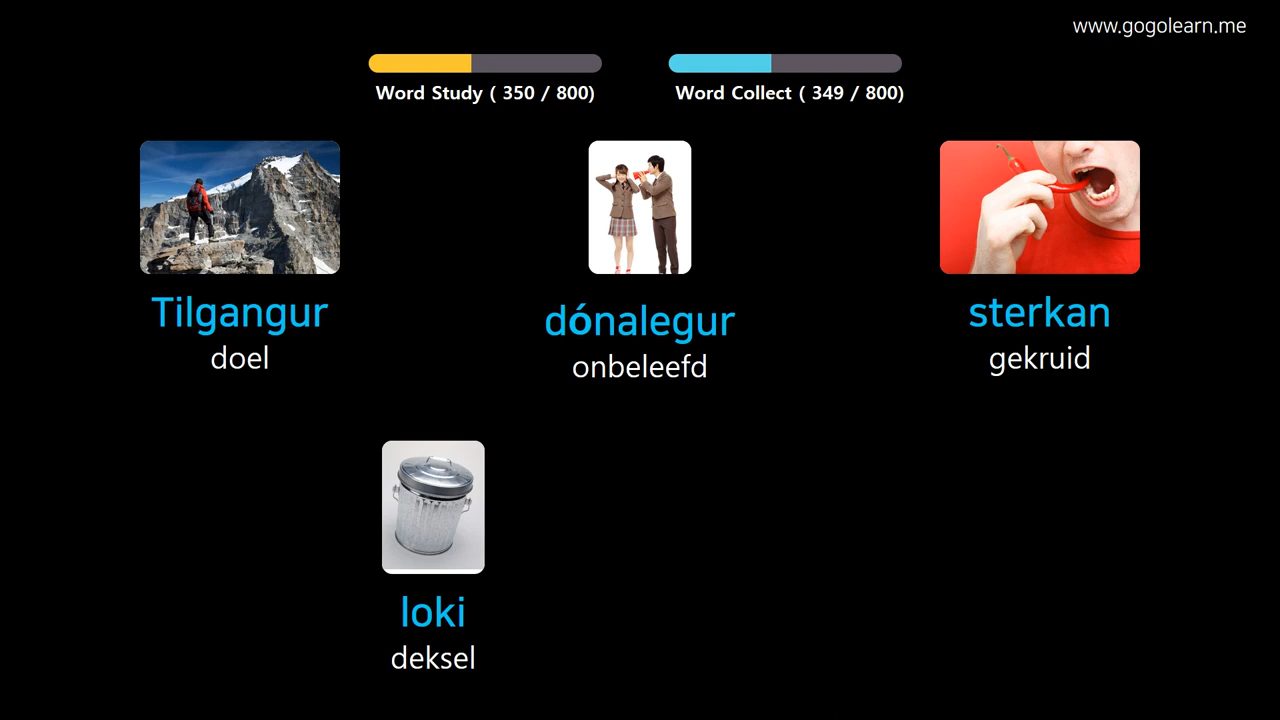 www.gogolearn.me
Word Study ( 350 / 800)
Word Collect ( 349 / 800)
Tilgangur
doel
dónalegur
onbeleefd
sterkan
gekruid
loki
deksel